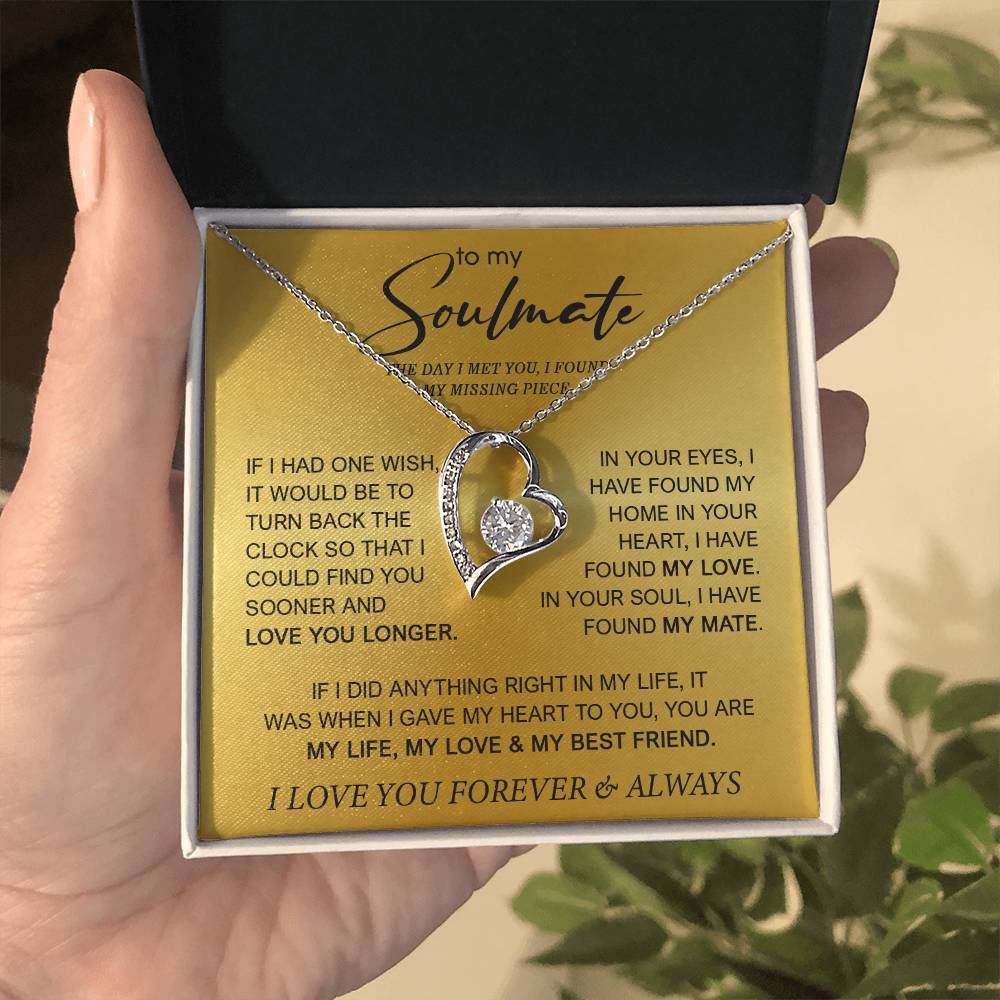 to my
Soulmate
THE DAY I MET YOU, I FOUND
MY MISSING PIECE
IF I HAD ONE WISH,
IT WOULD BE TO
TURN BACK THE
CLOCK SO THAT I
COULD FIND YOU
SOONER AND
LOVE YOU LONGER.
IN YOUR EYES, I
HAVE FOUND MY
HOME IN YOUR
HEART, I HAVE
FOUND MY LOVE.
IN YOUR SOUL, I HAVE
FOUND MY MATE.
IF I DID ANYTHING RIGHT IN MY LIFE, IT
WAS WHEN I GAVE MY HEART TO YOU, YOU ARE
MY LIFE, MY LOVE & MY BEST FRIEND.
I LOVE YOU FOREVER & ALWAYS